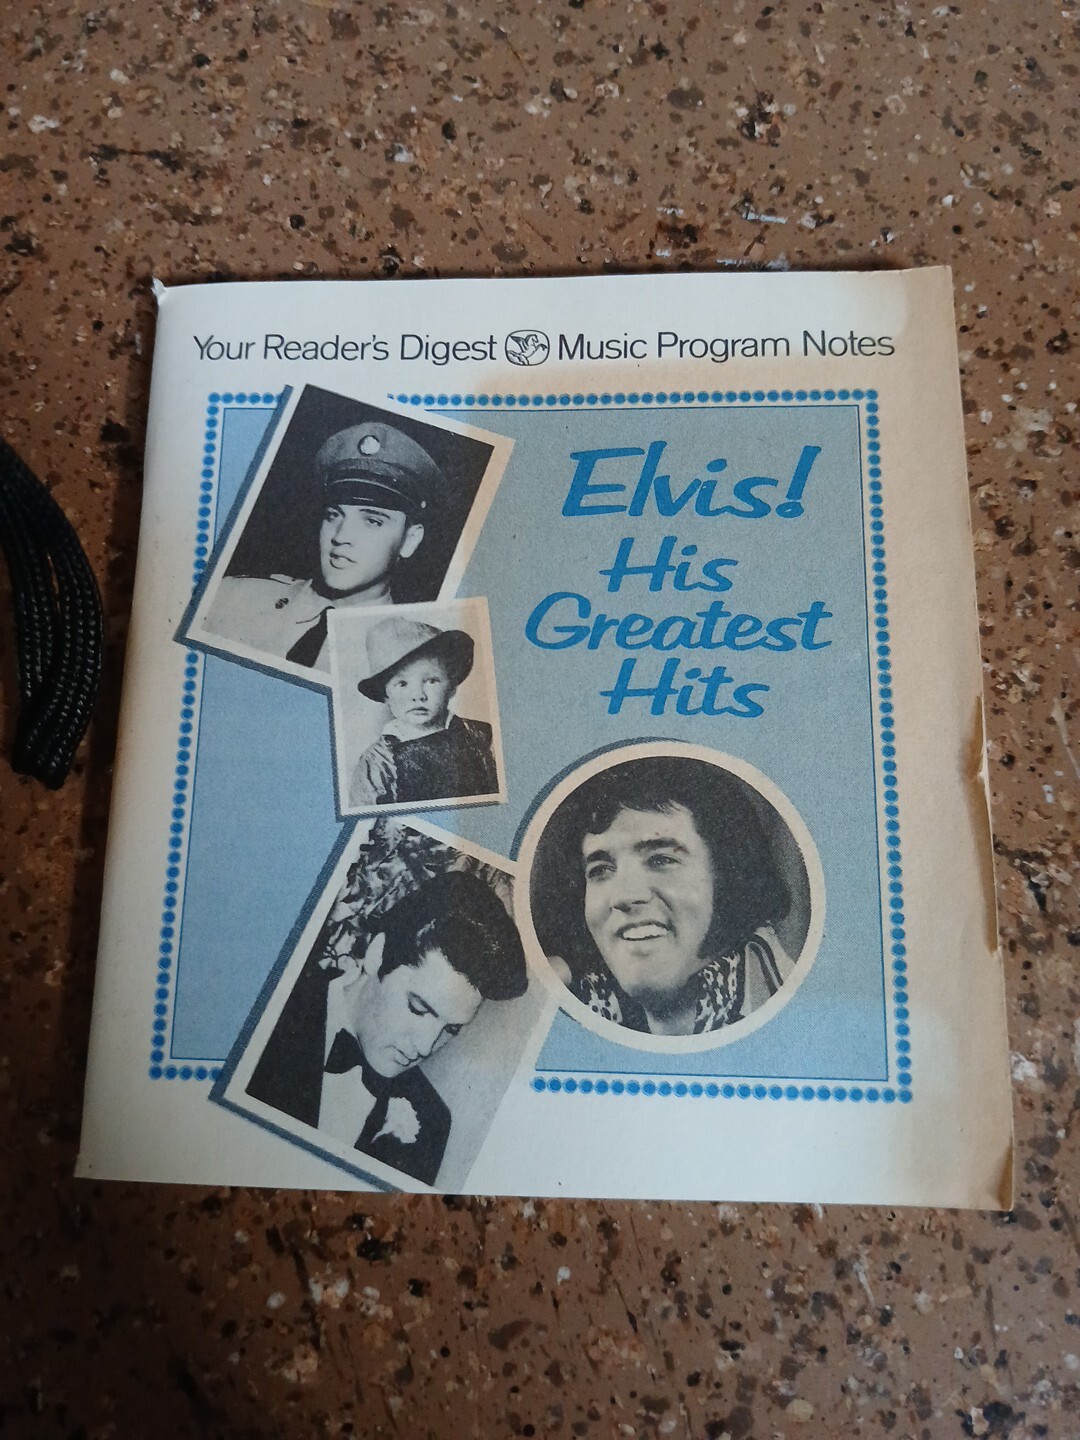 Your Reader's Digest Music Program Notes
Elvis!
His
Greatest
Hits